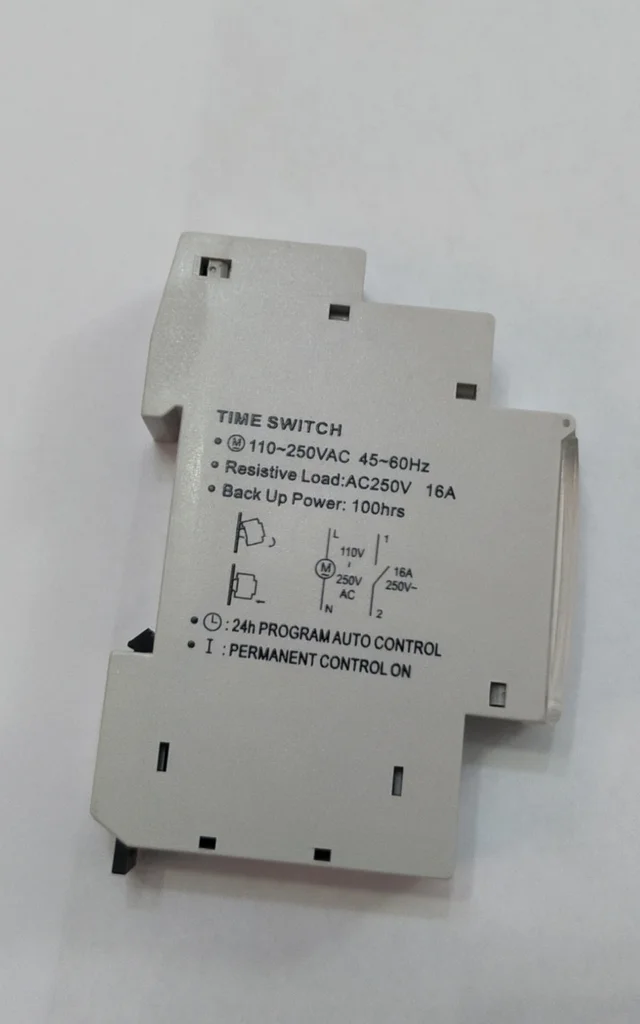 TIME SWITCH
• Ⓜ 110~250VAC 45~60Hz
• Resistive Load:AC250V 16A
• Back Up Power: 100hrs
L
1
110V
M
16A
250V
250V~
AC
N
2
• : 24h PROGRAM AUTO CONTROL
• I : PERMANENT CONTROL ON